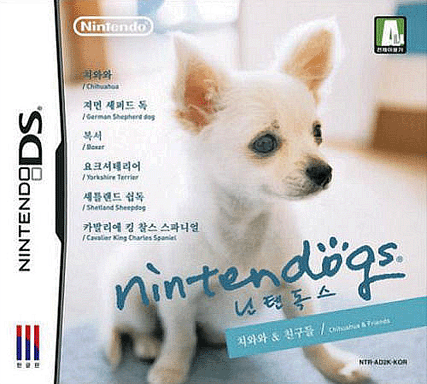 Nintendo
전체이용가
치와와
/ Chihuahua
저먼 셰퍼드 독
/ German Shepherd dog
복서
/ Boxer
요크셔테리어
/ Yorkshire Terrier
셰틀랜드 쉽독
/ Shetland Sheepdog
카발리에 킹 찰스 스파니얼
/ Cavalier King Charles Spaniel
NINTENDO DS
nintendogs®
닌텐독스
치와와 & 친구들 / Chihuahua & Friends
한글판
NTR-AD2K-KOR